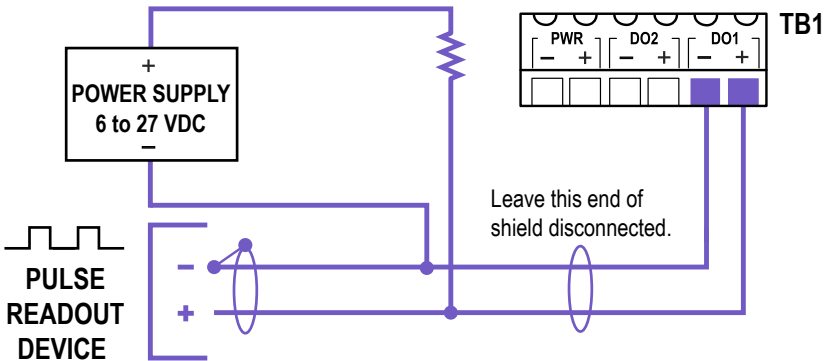 TB1
PWR DO2 DO1
− + − + − +
+
POWER SUPPLY
6 to 27 VDC
−
Leave this end of
shield disconnected.
PULSE
READOUT
DEVICE
−
+